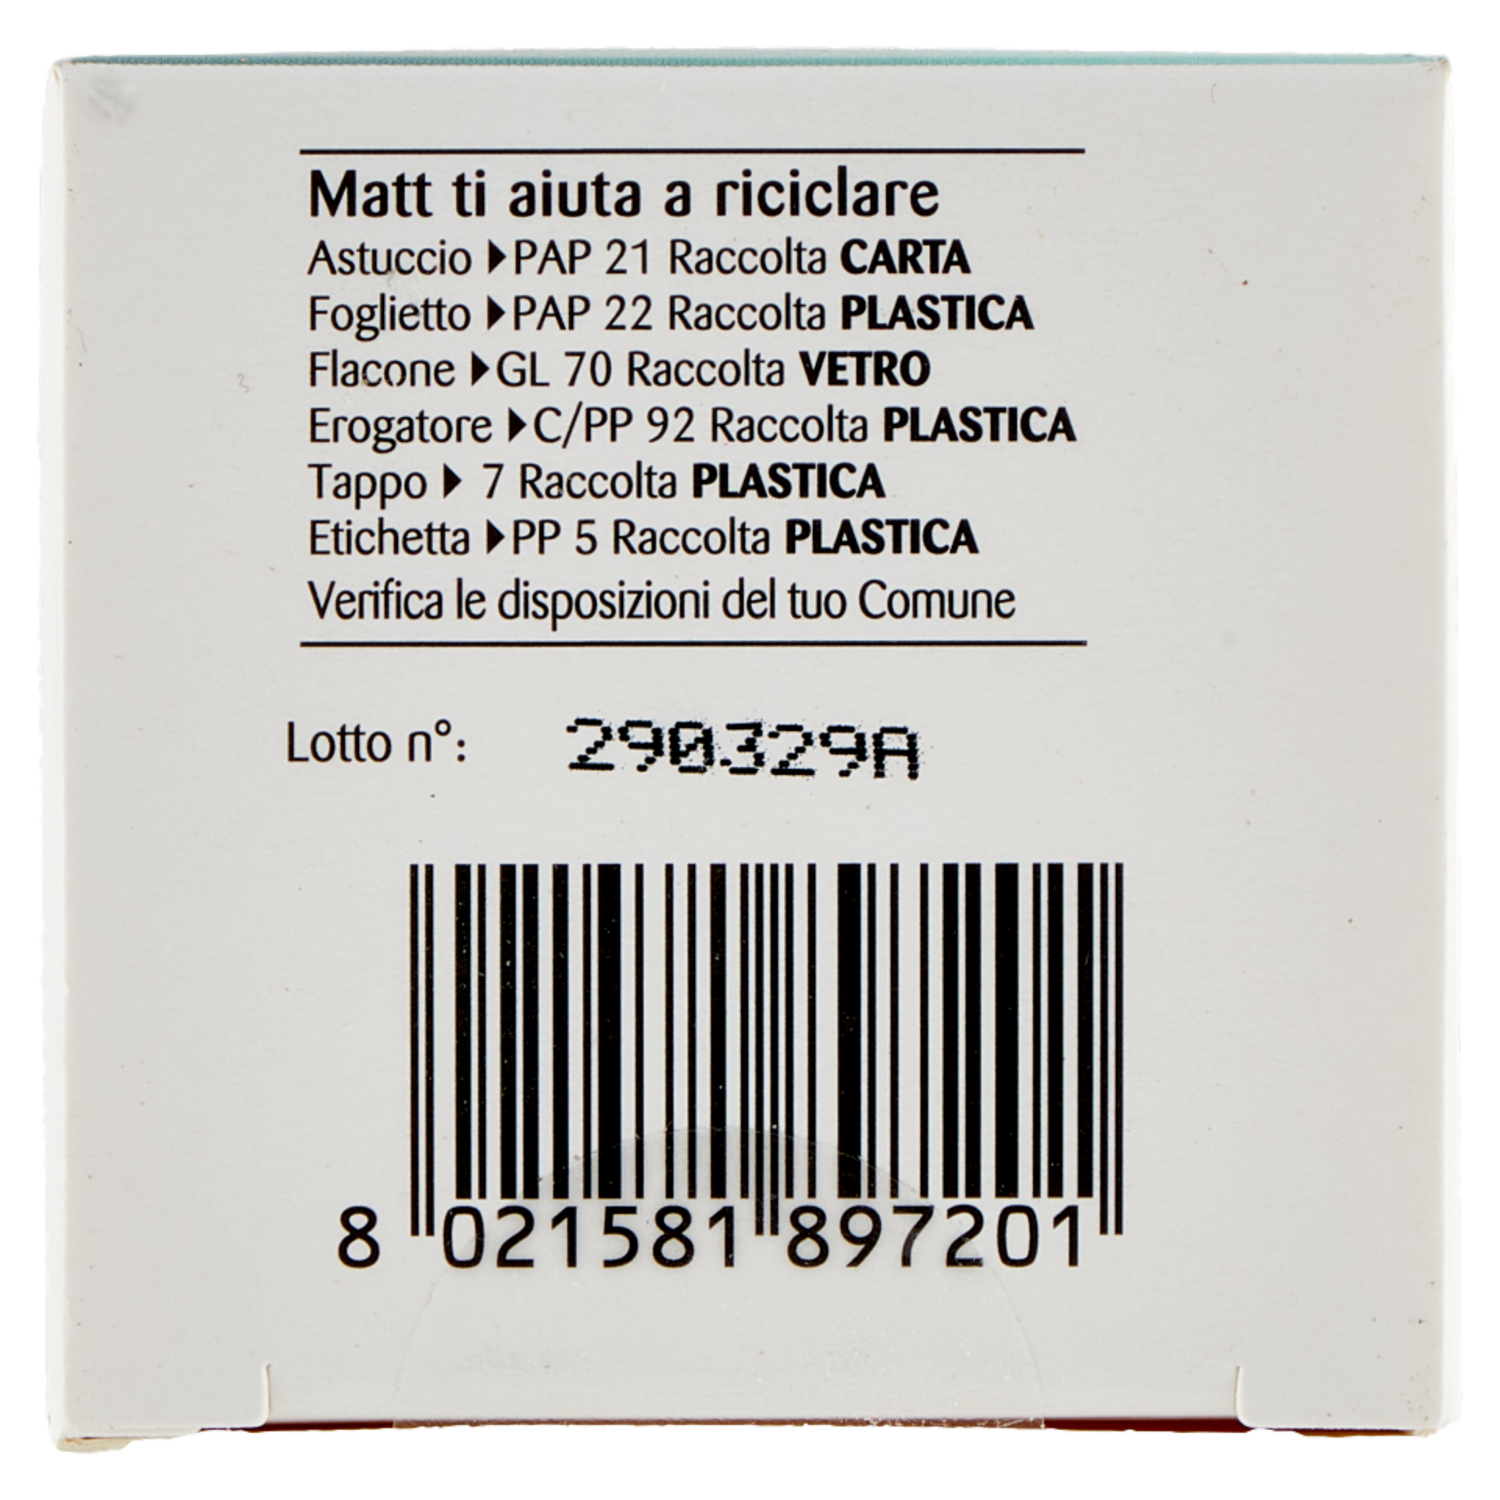 Matt ti aiuta a riciclare
Astuccio ▶PAP 21 Raccolta CARTA
Foglietto ▶PAP 22 Raccolta PLASTICA
Flacone ▶GL 70 Raccolta VETRO
Erogatore ▶C/PP 92 Raccolta PLASTICA
Tappo ▶ 7 Raccolta PLASTICA
Etichetta ▶PP 5 Raccolta PLASTICA
Verifica le disposizioni del tuo Comune
Lotto n°: 290329A
8 021581 897201